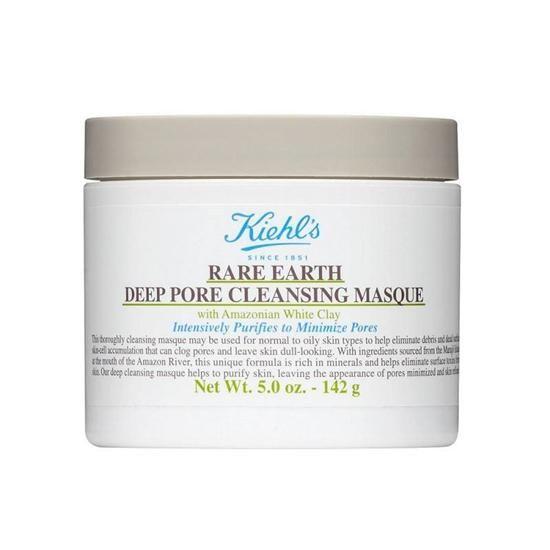 Kiehl's
SINCE 1851
RARE EARTH
DEEP PORE CLEANSING MASQUE
with Amazonian White Clay
Intensively Purifies to Minimize Pores
This thoroughly cleansing masque may be used for normal to oily skin types to help eliminate debris and dead
skin-cell accumulation that can clog pores and leave skin dull-looking. With ingredients sourced from the
at the mouth of the Amazon River, this unique formula is rich in minerals and helps eliminate surface
skin. Our deep cleansing masque helps to purify skin, leaving the appearance of pores minimized and skin
Net Wt. 5.0 oz. - 142 g